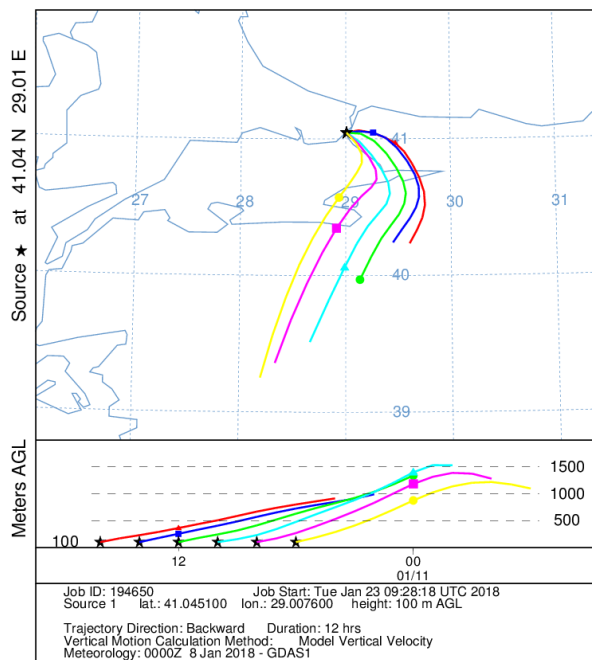 Source ★ at 41.04 N 29.01 E
41
27
28
29
30
31
40
39
Meters AGL
1500
1000
500
100
12
00
01/11
Job ID: 194650 Job Start: Tue Jan 23 09:28:18 UTC 2018
Source 1 lat.: 41.045100 lon.: 29.007600 height: 100 m AGL
Trajectory Direction: Backward Duration: 12 hrs
Vertical Motion Calculation Method: Model Vertical Velocity
Meteorology: 0000Z 8 Jan 2018 - GDAS1